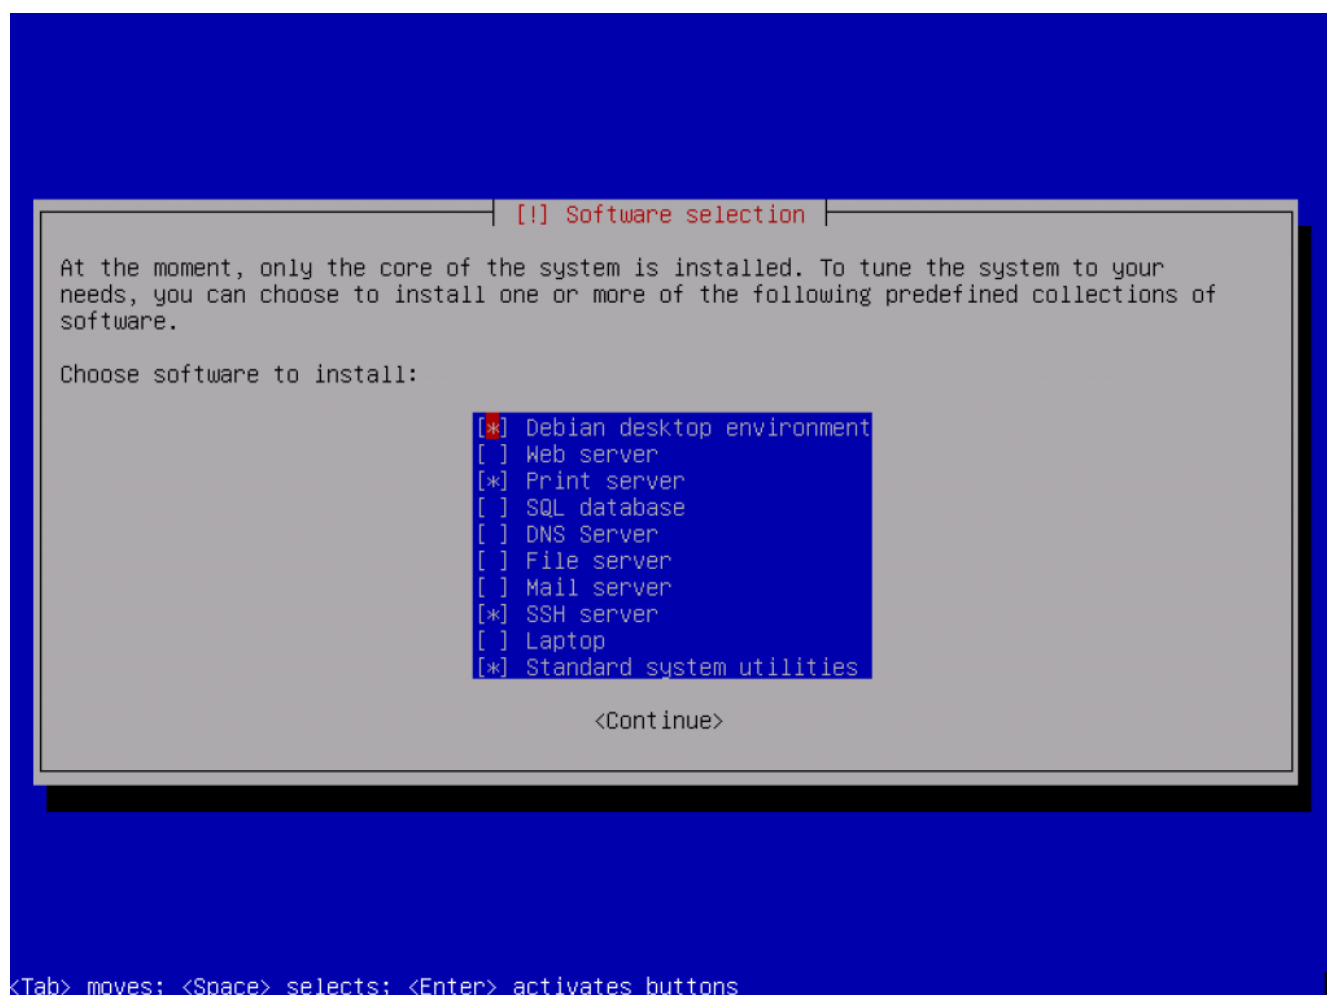 [!] Software selection
At the moment, only the core of the system is installed. To tune the system to your
needs, you can choose to install one or more of the following predefined collections of
software.
Choose software to install:
[*] Debian desktop environment
[ ] Web server
[*] Print server
[ ] SQL database
[ ] DNS Server
[ ] File server
[ ] Mail server
[*] SSH server
[ ] Laptop
[*] Standard system utilities
<Continue>
<Tab> moves; <Space> selects; <Enter> activates buttons